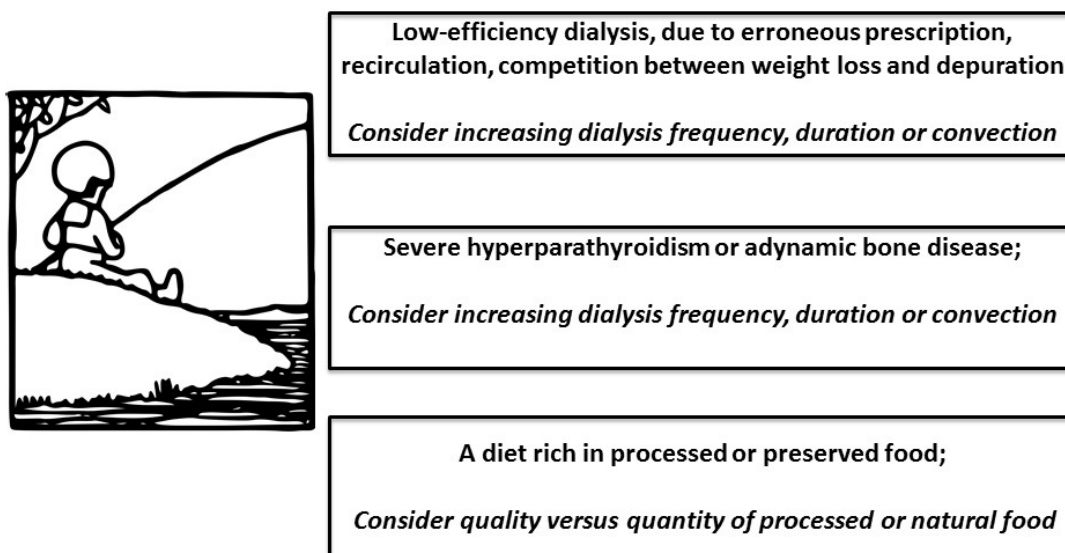 Low-efficiency dialysis, due to erroneous prescription,
recirculation, competition between weight loss and depuration
Consider increasing dialysis frequency, duration or convection
Severe hyperparathyroidism or adynamic bone disease;
Consider increasing dialysis frequency, duration or convection
A diet rich in processed or preserved food;
Consider quality versus quantity of processed or natural food